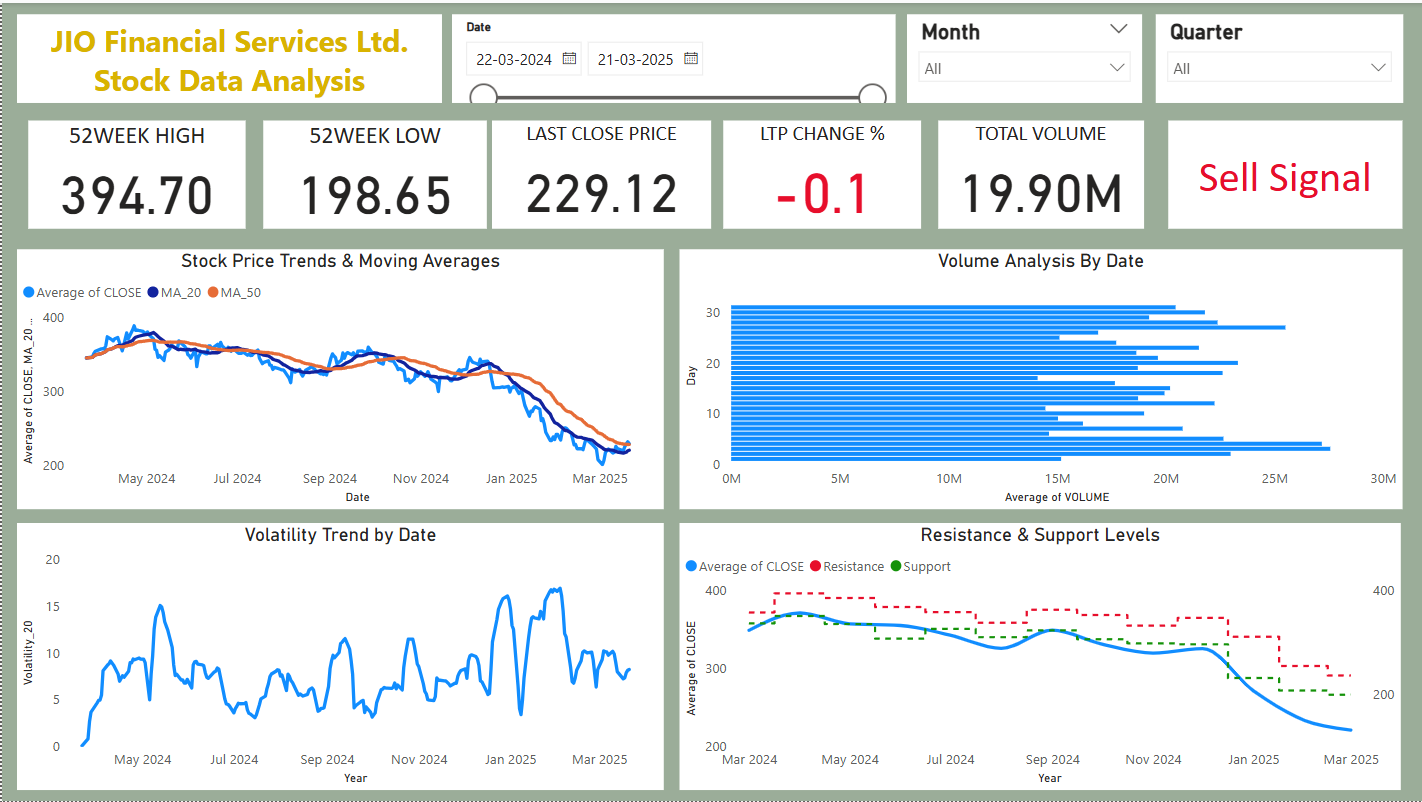 JIO Financial Services Ltd.
Stock Data Analysis
Date
22-03-2024
21-03-2025
Month
All
Quarter
All
52WEEK HIGH
394.70
52WEEK LOW
198.65
LAST CLOSE PRICE
229.12
LTP CHANGE %
-0.1
TOTAL VOLUME
19.90M
Sell Signal
Stock Price Trends & Moving Averages
Average of CLOSE MA_20 MA_50
Average of CLOSE, MA_20 ...
400
300
200
May 2024 Jul 2024 Sep 2024 Nov 2024 Jan 2025 Mar 2025
Date
Volume Analysis By Date
Day
30
20
10
0
0M 5M 10M 15M 20M 25M 30M
Average of VOLUME
Volatility Trend by Date
Volatility_20
20
15
10
5
0
May 2024 Jul 2024 Sep 2024 Nov 2024 Jan 2025 Mar 2025
Year
Resistance & Support Levels
Average of CLOSE Resistance Support
Average of CLOSE
400
300
200
400
200
Mar 2024 May 2024 Jul 2024 Sep 2024 Nov 2024 Jan 2025 Mar 2025
Year